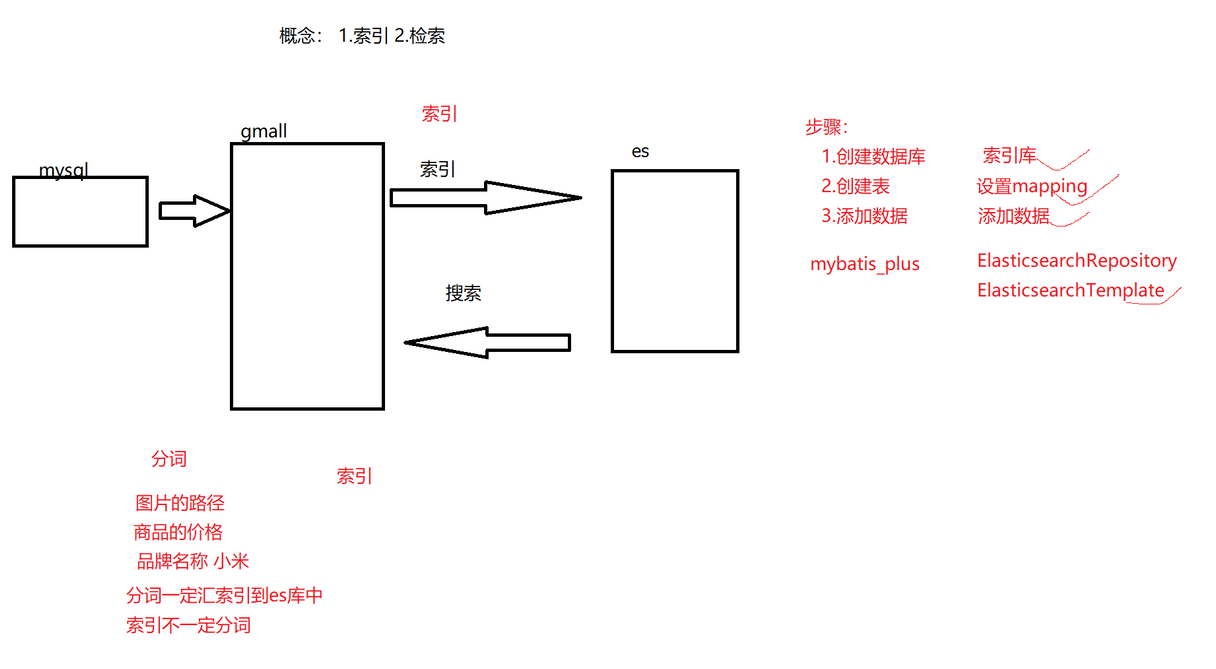 概念： 1.索引 2.检索
索引
gmall
mysql
索引
es
搜索
步骤：
1.创建数据库 索引库
2.创建表 设置mapping
3.添加数据 添加数据
mybatis_plus ElasticsearchRepository
ElasticsearchTemplate
分词
索引
图片的路径
商品的价格
品牌名称 小米
分词一定汇索引到es库中
索引不一定分词